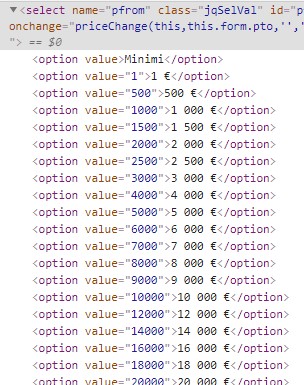 ▼<select name="pfrom" class="jqSelVal" id="p
onchange="priceChange(this,this.form.pto,'','
"> == $0
<option value>Minimi</option>
<option value="1">1 €</option>
<option value="500">500 €</option>
<option value="1000">1 000 €</option>
<option value="1500">1 500 €</option>
<option value="2000">2 000 €</option>
<option value="2500">2 500 €</option>
<option value="3000">3 000 €</option>
<option value="4000">4 000 €</option>
<option value="5000">5 000 €</option>
<option value="6000">6 000 €</option>
<option value="7000">7 000 €</option>
<option value="8000">8 000 €</option>
<option value="9000">9 000 €</option>
<option value="10000">10 000 €</option>
<option value="12000">12 000 €</option>
<option value="14000">14 000 €</option>
<option value="16000">16 000 €</option>
<option value="18000">18 000 €</option>
<option value="20000">20 000 €</option>